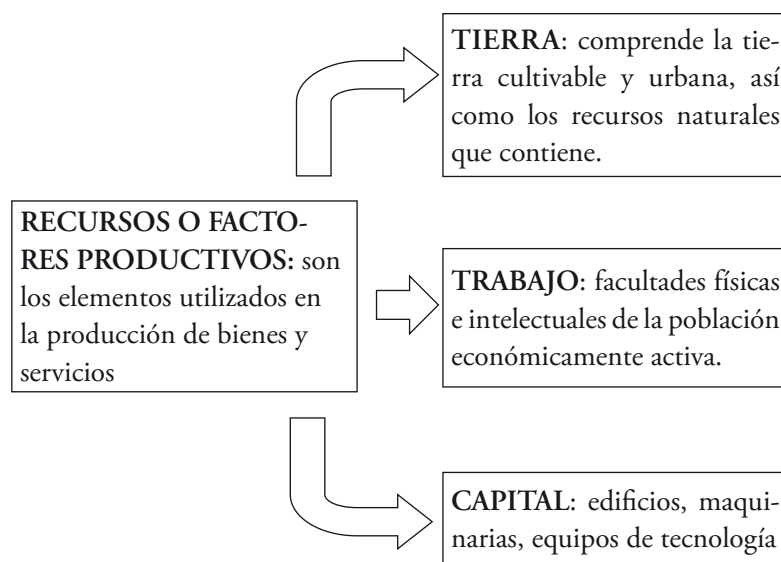 TIERRA: comprende la tie-
rra cultivable y urbana, así
como los recursos naturales
que contiene.
RECURSOS O FACTO-
RES PRODUCTIVOS: son
los elementos utilizados en
la producción de bienes y
servicios
TRABAJO: facultades físicas
e intelectuales de la población
económicamente activa.
CAPITAL: edificios, maqui-
narias, equipos de tecnología